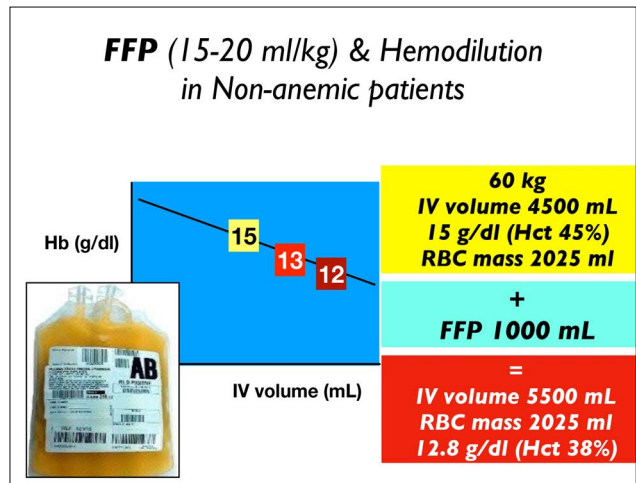 FFP (15-20 ml/kg) & Hemodilution
in Non-anemic patients
Hb (g/dl)
15
13
12
IV volume (mL)
60 kg
IV volume 4500 mL
15 g/dl (Hct 45%)
RBC mass 2025 ml
+
FFP 1000 mL
=
IV volume 5500 mL
RBC mass 2025 ml
12.8 g/dl (Hct 38%)
AB